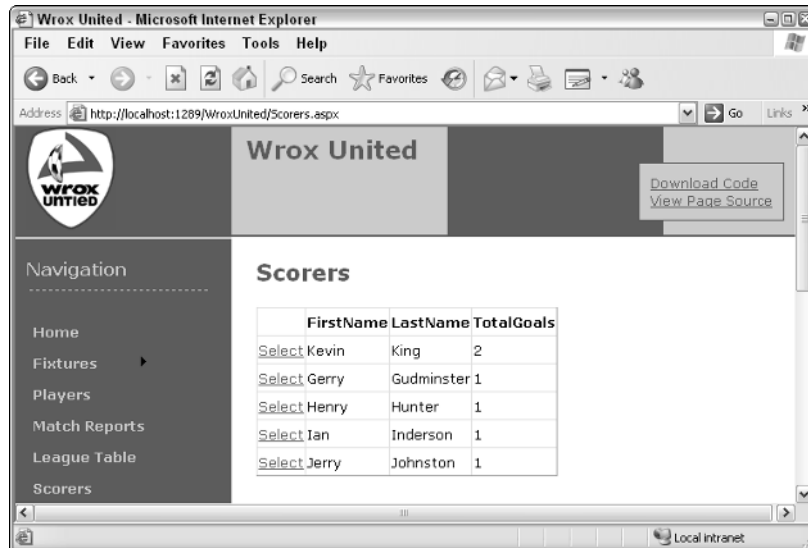 Wrox United - Microsoft Internet Explorer
File Edit View Favorites Tools Help
Back Search Favorites
Address http://localhost:1289/WroxUnited/Scorers.aspx Go Links »
wrox
UNTIED
Wrox United
Download Code
View Page Source
Navigation
Home
Fixtures
Players
Match Reports
League Table
Scorers
Scorers
FirstName LastName TotalGoals
Select Kevin King 2
Select Gerry Gudminster 1
Select Henry Hunter 1
Select Ian Inderson 1
Select Jerry Johnston 1
Local intranet